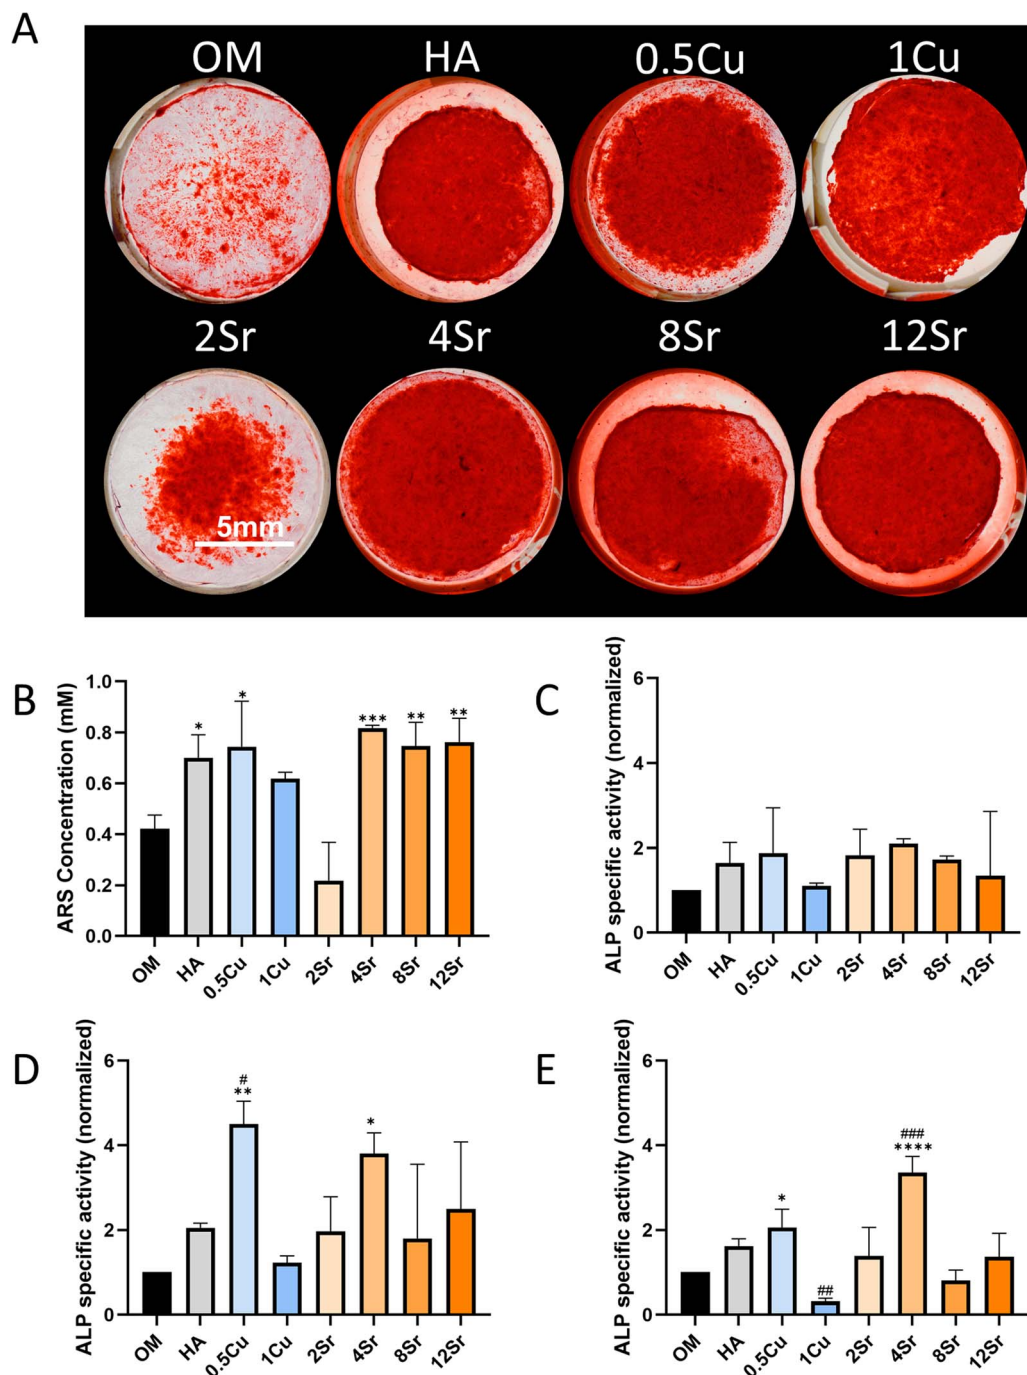 A
OM HA 0.5Cu 1Cu
2Sr 4Sr 8Sr 12Sr
5mm
B
ARS Concentration (mM)
1.0
0.8
0.6
0.4
0.2
0.0
* * *** ** **
OM HA 0.5Cu 1Cu 2Sr 4Sr 8Sr 12Sr
C
ALP specific activity (normalized)
6
4
2
0
OM HA 0.5Cu 1Cu 2Sr 4Sr 8Sr 12Sr
D
ALP specific activity (normalized)
6
4
2
0
#
** *
OM HA 0.5Cu 1Cu 2Sr 4Sr 8Sr 12Sr
E
ALP specific activity (normalized)
6
4
2
0
###
* ****
##
OM HA 0.5Cu 1Cu 2Sr 4Sr 8Sr 12Sr